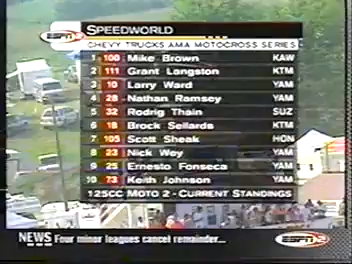 ESPN2 SPEEDWORLD
CHEVY TRUCKS AMA MOTOCROSS SERIES
1 100 Mike Brown KAW
2 111 Grant Langston KTM
3 10 Larry Ward YAM
4 28 Nathan Ramsey YAM
5 32 Rodrig Thain SUZ
6 18 Brock Sellards KTM
7 105 Scott Sheak HON
8 23 Nick Wey YAM
9 25 Ernesto Fonseca YAM
10 73 Keith Johnson YAM
125CC MOTO 2 - CURRENT STANDINGS
NEWS Four minor leagues cancel remainder... ESPN2